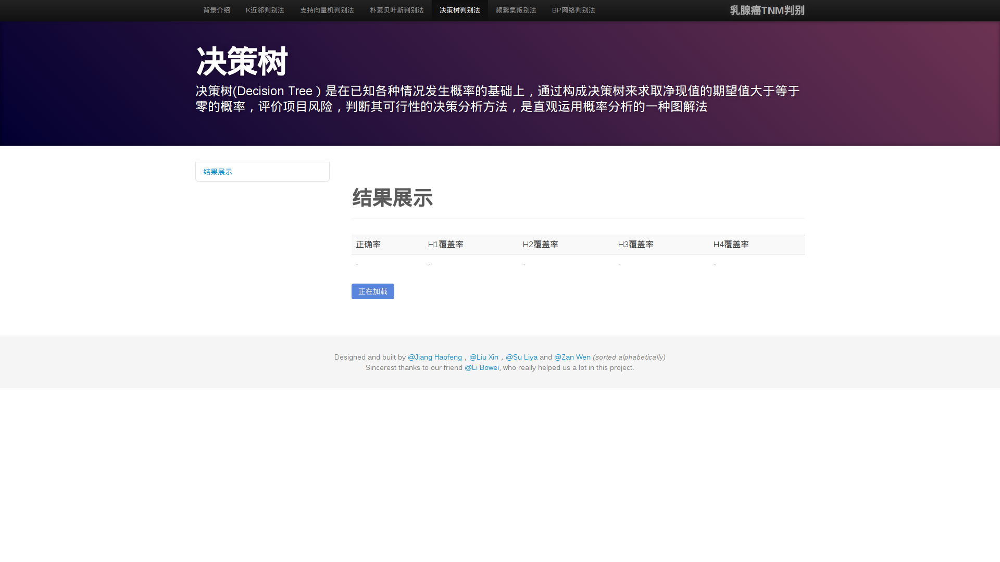 背景介绍 K近邻判别法 支持向量机判别法 朴素贝叶斯判别法 决策树判别法 频繁集叛别法 BP网络判别法 乳腺癌TNM判别
决策树
决策树(Decision Tree）是在已知各种情况发生概率的基础上，通过构成决策树来求取净现值的期望值大于等于
零的概率，评价项目风险，判断其可行性的决策分析方法，是直观运用概率分析的一种图解法
结果展示
结果展示
正确率 H1覆盖率 H2覆盖率 H3覆盖率 H4覆盖率
- - - - -
正在加载
Designed and built by @Jiang Haofeng，@Liu Xin，@Su Liya and @Zan Wen (sorted alphabetically)
Sincerest thanks to our friend @Li Bowei, who really helped us a lot in this project.